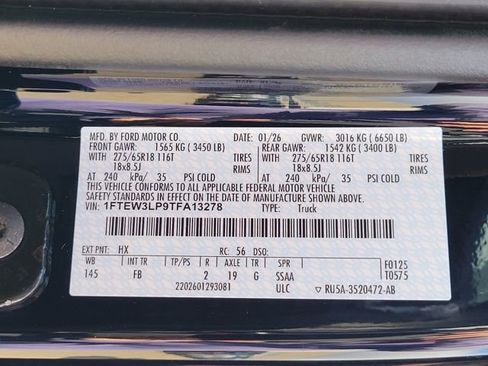 MFD. BY FORD MOTOR CO. DATE: 01/26 GVWR: 3016 KG ( 6650 LB)
FRONT GAWR: 1565 KG ( 3450 LB) REAR GAWR: 1542 KG ( 3400 LB)
WITH 275/65R18 116T TIRES WITH 275/65R18 116T TIRES
18x8.5J RIMS 18x8.5J RIMS
AT 240 kPa/ 35 PSI COLD AT 240 kPa/ 35 PSI COLD
THIS VEHICLE CONFORMS TO ALL APPLICABLE FEDERAL MOTOR VEHICLE
SAFETY STANDARDS IN EFFECT ON THE DATE OF MANUFACTURE SHOWN ABOVE.
VIN: 1FTEW3LP9TFA13278 TYPE: Truck
EXT PNT: HX RC: 56 DSO:
WB INT TR TP/PS R AXLE TR SPR F0125
145 FB 2 19 G SSAA T0575
2202601293081 ULC RU5A-3520472-AB